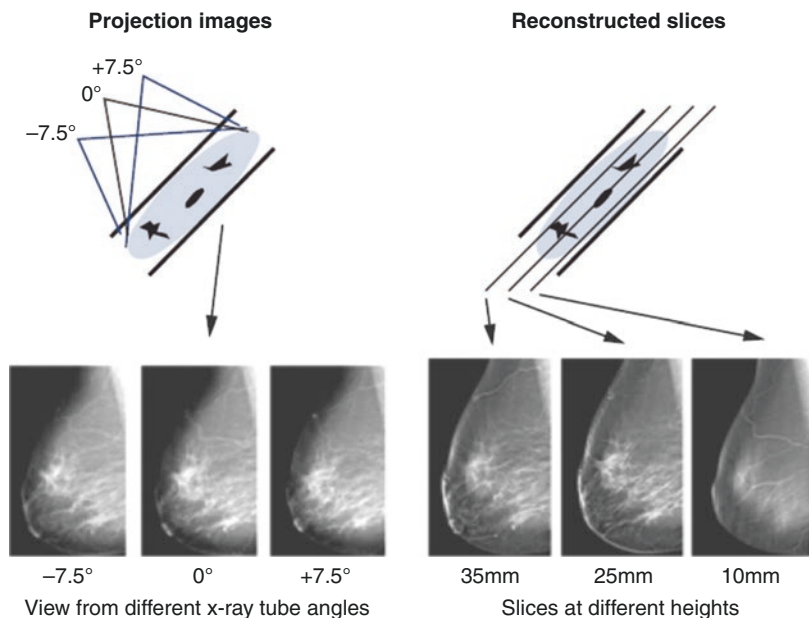 Projection images
+7.5°
0°
–7.5°
–7.5° 0° +7.5°
View from different x-ray tube angles
Reconstructed slices
35mm 25mm 10mm
Slices at different heights